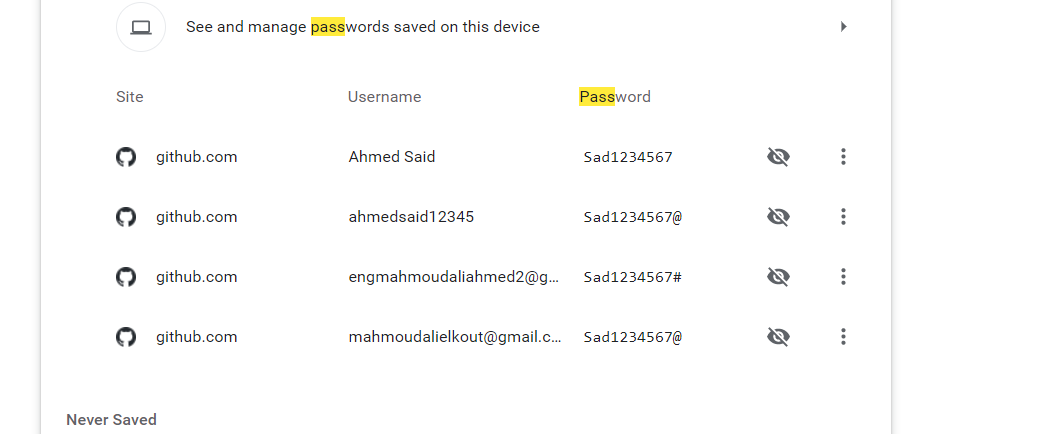 See and manage passwords saved on this device
Site Username Password
github.com Ahmed Said Sad1234567
github.com ahmedsaid12345 Sad1234567@
github.com engmahmoudaliahmed2@g... Sad1234567#
github.com mahmoudalielkout@gmail.c... Sad1234567@
Never Saved